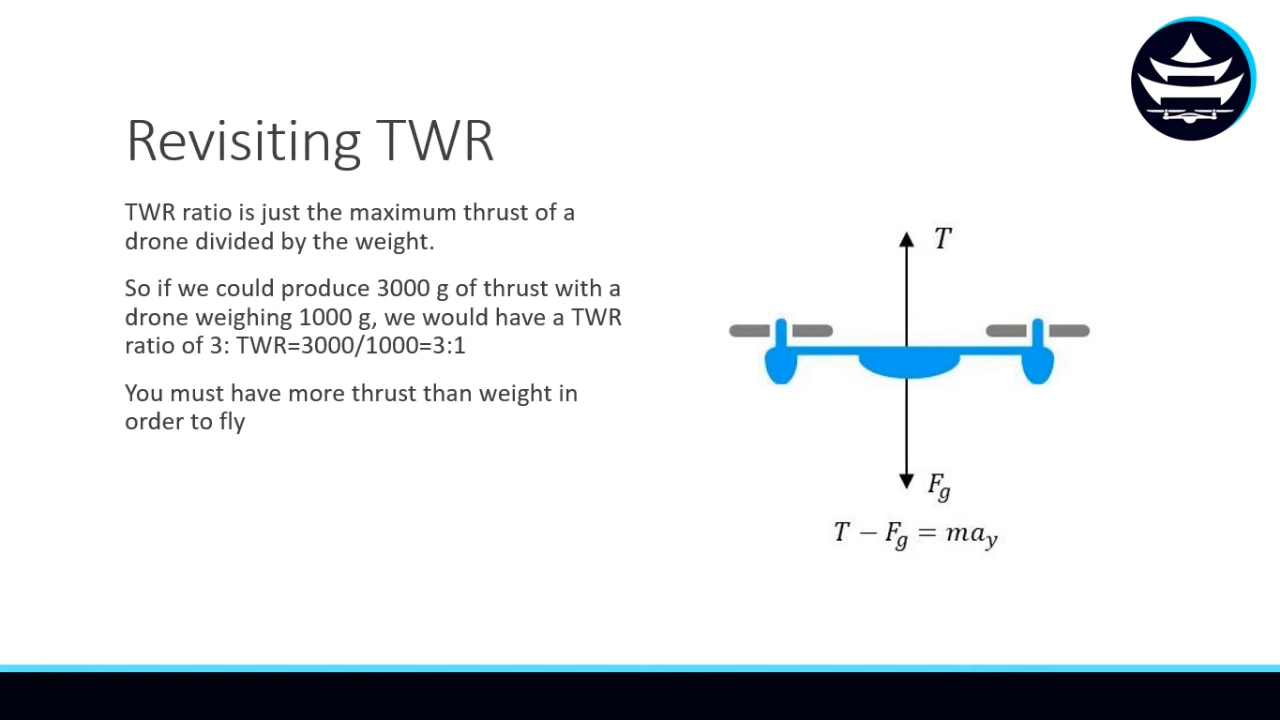 Revisiting TWR
TWR ratio is just the maximum thrust of a
drone divided by the weight.
So if we could produce 3000 g of thrust with a
drone weighing 1000 g, we would have a TWR
ratio of 3: TWR=3000/1000=3:1
You must have more thrust than weight in
order to fly
T
F_g
T − F_g = ma_y